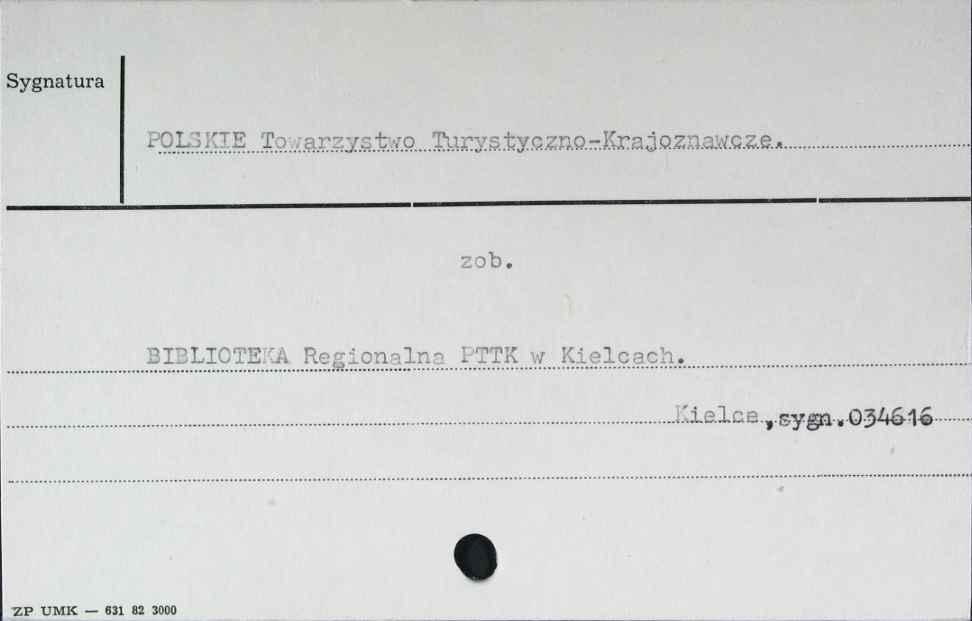 Sygnatura
POLSKIE Towarzystwo Turystyczno-Krajoznawcze.
zob.
BIBLIOTEKA Regionalna PTTK w Kielcach.
Kielce,sygn.034616
ZP UMK — 631 82 3000